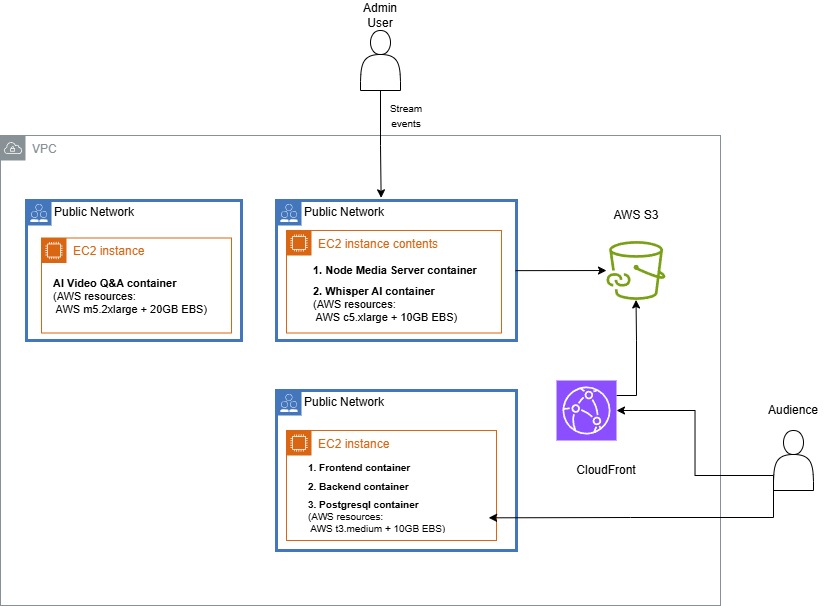 Admin
User
Stream
events
VPC
Public Network
EC2 instance
AI Video Q&A container
(AWS resources:
AWS m5.2xlarge + 20GB EBS)
Public Network
EC2 instance contents
1. Node Media Server container
2. Whisper AI container
(AWS resources:
AWS c5.xlarge + 10GB EBS)
AWS S3
Public Network
EC2 instance
1. Frontend container
2. Backend container
3. Postgresql container
(AWS resources:
AWS t3.medium + 10GB EBS)
CloudFront
Audience